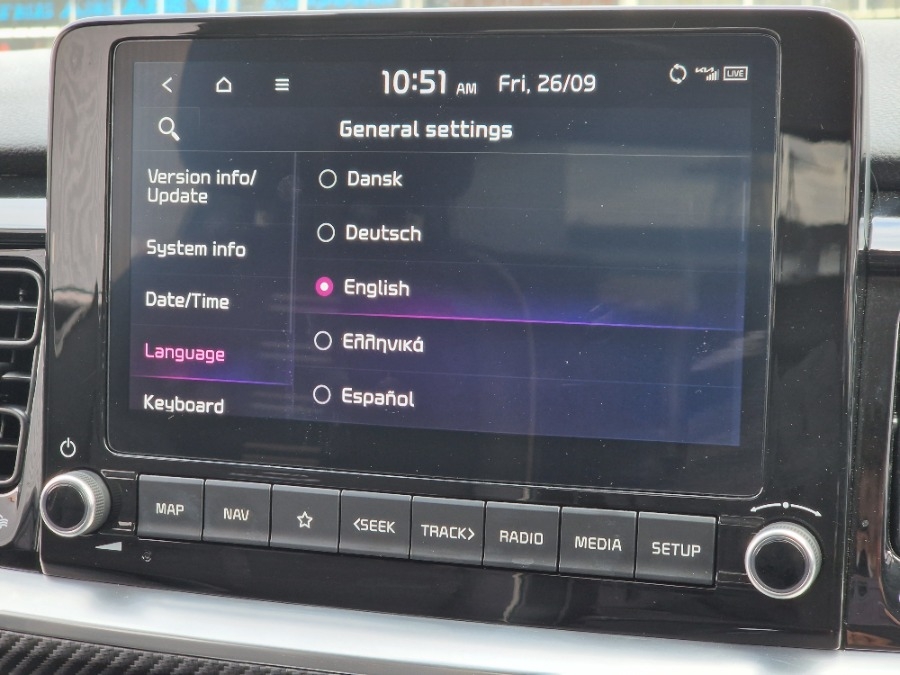 10:51 AM Fri, 26/09
KIA LIVE
General settings
Version info/
Update
System info
Date/Time
Language
Keyboard
Dansk
Deutsch
English
Ελληνικά
Español
MAP
NAV
<SEEK
TRACK>
RADIO
MEDIA
SETUP